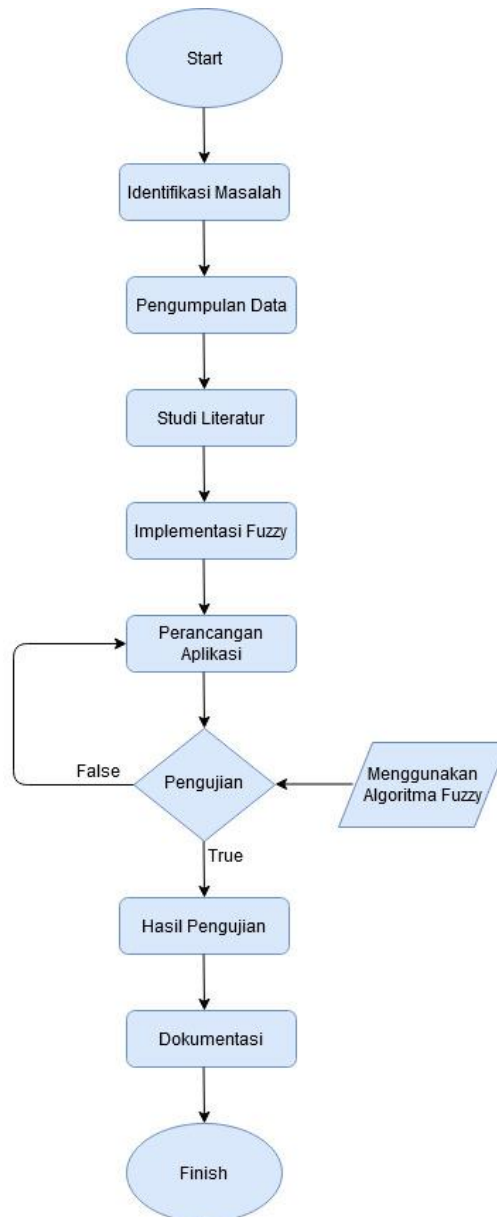 Start
Identifikasi Masalah
Pengumpulan Data
Studi Literatur
Implementasi Fuzzy
Perancangan
Aplikasi
False
Pengujian
Menggunakan
Algoritma Fuzzy
True
Hasil Pengujian
Dokumentasi
Finish